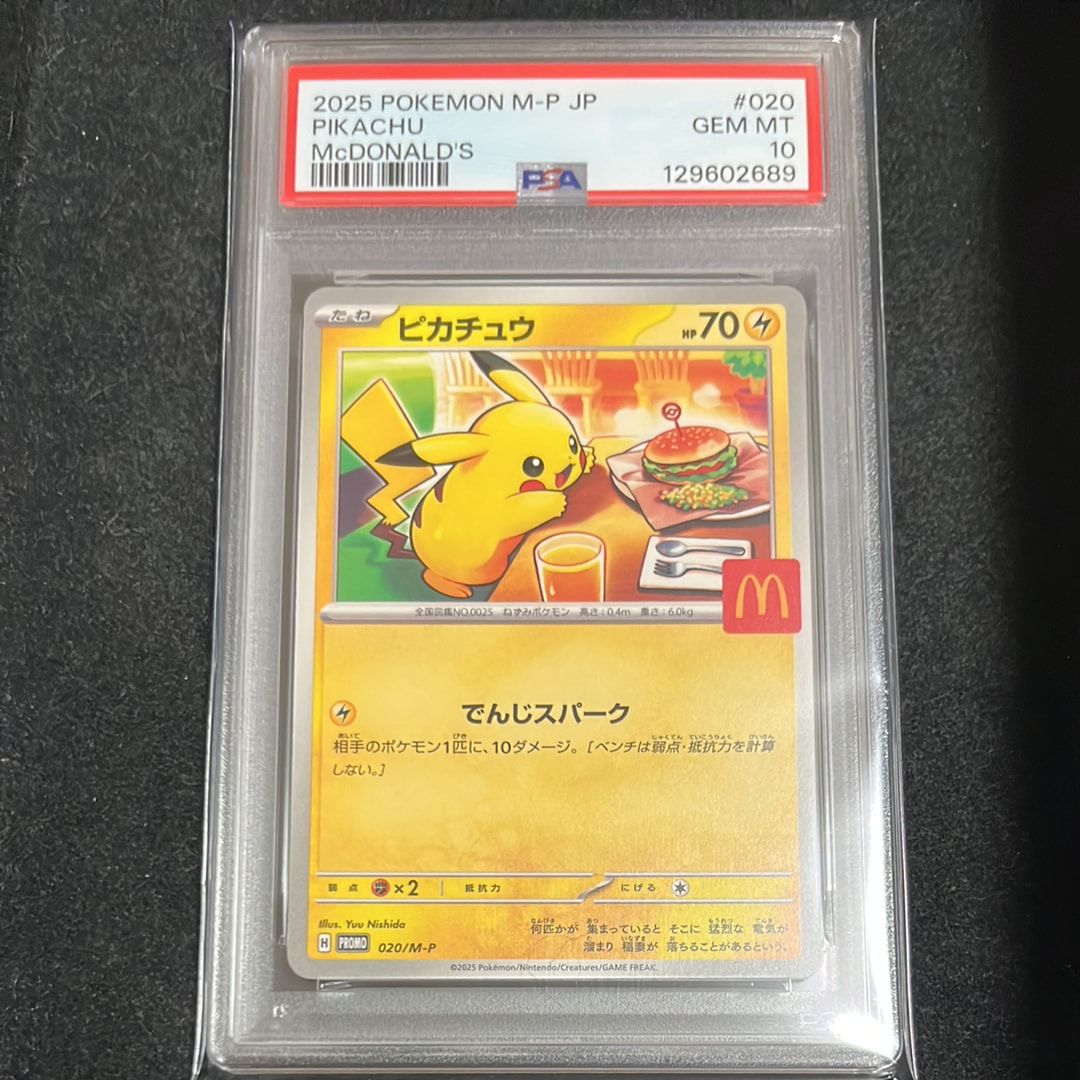 2025 POKEMON M-P JP #020
PIKACHU GEM MT
McDONALD'S 10
PSA 129602689
たね ピカチュウ HP70
全国図鑑NO.0025 ねずみポケモン 高さ:0.4m 重さ:6.0kg
でんじスパーク
相手のポケモン1匹に、10ダメージ。[ベンチは弱点・抵抗力を計算
しない。]
弱点 ×2 抵抗力 にげる
Illus. Yuu Nishida
何匹かが 集まっていると そこに 猛烈な 電気が
溜まり 稲妻が 落ちることがあるという。
H PROMO 020/M-P
©2025 Pokémon/Nintendo/Creatures/GAME FREAK.